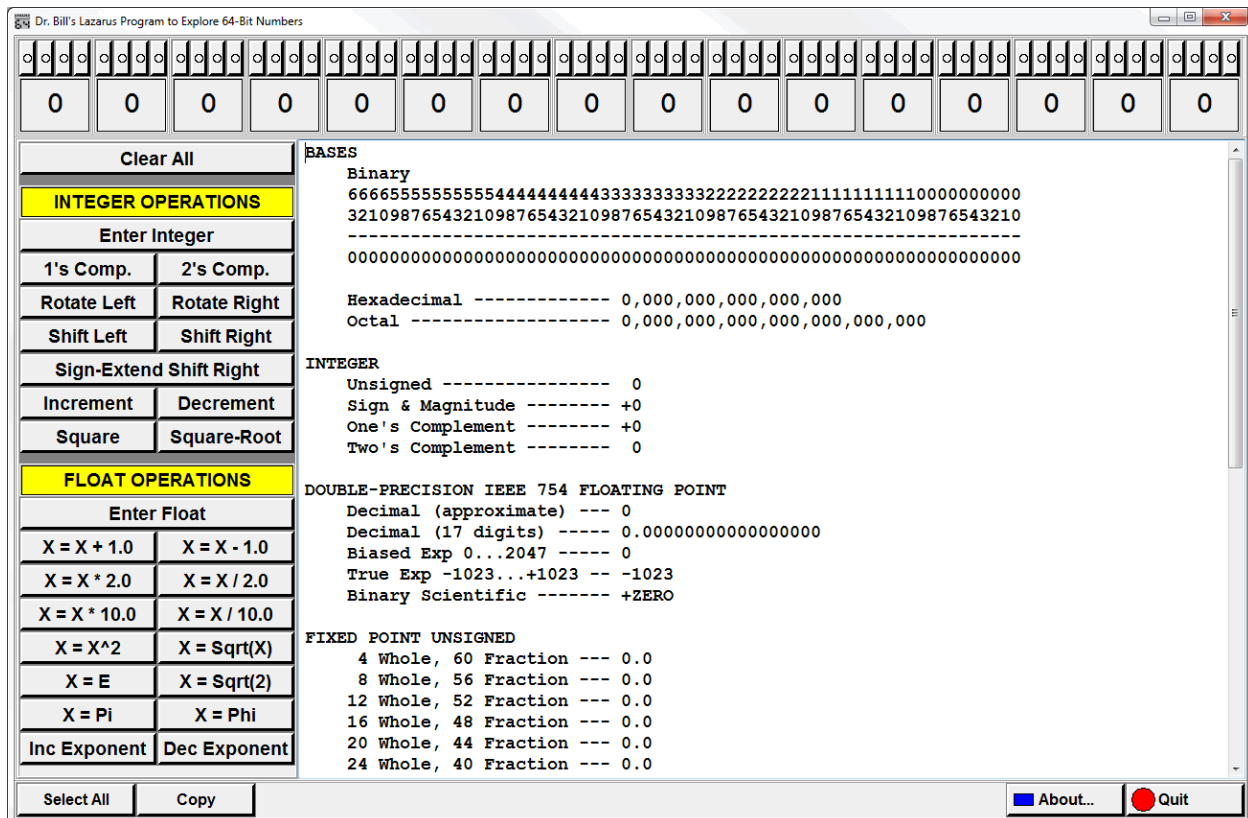 Dr. Bill's Lazarus Program to Explore 64-Bit Numbers
0 0 0 0 0 0 0 0 0 0 0 0 0 0 0 0
Clear All
INTEGER OPERATIONS
Enter Integer
1's Comp. 2's Comp.
Rotate Left Rotate Right
Shift Left Shift Right
Sign-Extend Shift Right
Increment Decrement
Square Square-Root
FLOAT OPERATIONS
Enter Float
X = X + 1.0 X = X - 1.0
X = X * 2.0 X = X / 2.0
X = X * 10.0 X = X / 10.0
X = X^2 X = Sqrt(X)
X = E X = Sqrt(2)
X = Pi X = Phi
Inc Exponent Dec Exponent
BASES
Binary
6666555555555544444444443333333333222222222211111111110000000000
3210987654321098765432109876543210987654321098765432109876543210
----------------------------------------------------------------
0000000000000000000000000000000000000000000000000000000000000000
Hexadecimal ------------- 0,000,000,000,000,000
Octal ------------------- 0,000,000,000,000,000,000,000
INTEGER
Unsigned ---------------- 0
Sign & Magnitude -------- +0
One's Complement -------- +0
Two's Complement -------- 0
DOUBLE-PRECISION IEEE 754 FLOATING POINT
Decimal (approximate) --- 0
Decimal (17 digits) ----- 0.00000000000000000
Biased Exp 0...2047 ----- 0
True Exp -1023...+1023 -- -1023
Binary Scientific ------- +ZERO
FIXED POINT UNSIGNED
4 Whole, 60 Fraction --- 0.0
8 Whole, 56 Fraction --- 0.0
12 Whole, 52 Fraction --- 0.0
16 Whole, 48 Fraction --- 0.0
20 Whole, 44 Fraction --- 0.0
24 Whole, 40 Fraction --- 0.0
Select All Copy About... Quit